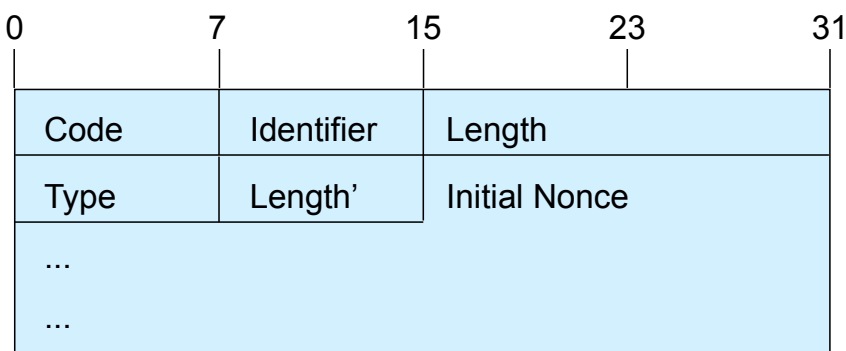 0 7 15 23 31
Code Identifier Length
Type Length’ Initial Nonce
...
...